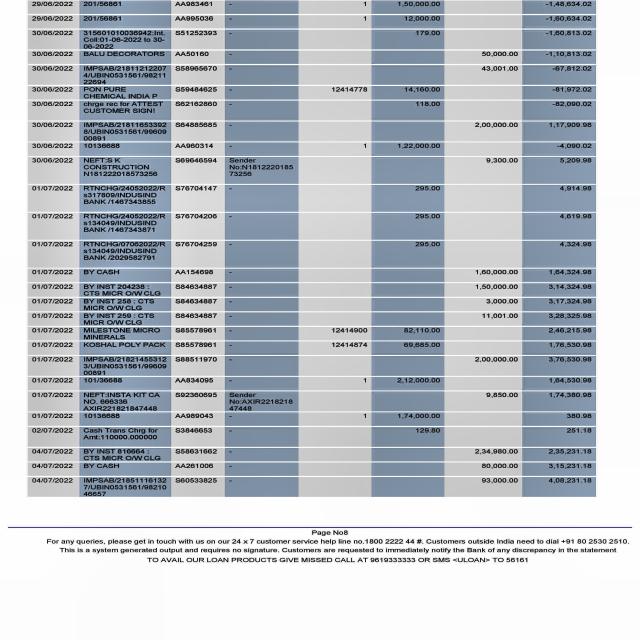 29/06/2022 201/56861 AA983461 - 1 1,50,000.00 -1,48,634.02
29/06/2022 201/56861 AA995036 - 1 12,000.00 -1,60,634.02
30/06/2022 315601010036942:Int. S51252393 - 179.00 -1,60,813.02
Coll:01-06-2022 to 30-
06-2022
30/06/2022 BALU DECORATORS AA50160 - 50,000.00 -1,10,813.02
30/06/2022 IMPSAB/21811212207 S58965670 - 43,001.00 -67,812.02
4/UBIN0531561/98211
22694
30/06/2022 PON PURE S59484625 - 12414778 14,160.00 -81,972.02
CHEMICAL INDIA P
30/06/2022 chrge rec for ATTEST S62162860 - 118.00 -82,090.02
CUSTOMER SIGN!
30/06/2022 IMPSAB/21811653392 S64885685 - 2,00,000.00 1,17,909.98
8/UBIN0531561/99609
00891
30/06/2022 10136688 AA960314 - 1 1,22,000.00 -4,090.02
30/06/2022 NEFT:S K S69646594 Sender 9,300.00 5,209.98
CONSTRUCTION No:N1812220185
N181222018573256 73256
01/07/2022 RTNCHG/24052022/R S76704147 - 295.00 4,914.98
s317809/INDUSIND
BANK /1467343855
01/07/2022 RTNCHG/24052022/R S76704206 - 295.00 4,619.98
s134049/INDUSIND
BANK /1467343871
01/07/2022 RTNCHG/07062022/R S76704259 - 295.00 4,324.98
s134049/INDUSIND
BANK /2029582791
01/07/2022 BY CASH AA154698 - 1,60,000.00 1,64,324.98
01/07/2022 BY INST 204238 : S84634887 - 1,50,000.00 3,14,324.98
CTS MICR O/W CLG
01/07/2022 BY INST 258 : CTS S84634887 - 3,000.00 3,17,324.98
MICR O/W CLG
01/07/2022 BY INST 259 : CTS S84634887 - 11,001.00 3,28,325.98
MICR O/W CLG
01/07/2022 MILESTONE MICRO S85578961 - 12414900 82,110.00 2,46,215.98
MINERALS
01/07/2022 KOSHAL POLY PACK S85578961 - 12414874 69,685.00 1,76,530.98
01/07/2022 IMPSAB/21821455312 S88511970 - 2,00,000.00 3,76,530.98
3/UBIN0531561/99609
00891
01/07/2022 101/36688 AA834095 - 1 2,12,000.00 1,64,530.98
01/07/2022 NEFT:INSTA KIT CA S92360695 Sender 9,850.00 1,74,380.98
NO. 666336 No:AXIR2218218
AXIR221821847448 47448
01/07/2022 10136688 AA989043 - 1 1,74,000.00 380.98
02/07/2022 Cash Trans Chrg for S3846653 - 129.80 251.18
Amt:110000.000000
04/07/2022 BY INST 816664 : S58631662 - 2,34,980.00 2,35,231.18
CTS MICR O/W CLG
04/07/2022 BY CASH AA261006 - 80,000.00 3,15,231.18
04/07/2022 IMPSAB/21851116132 S60533825 - 93,000.00 4,08,231.18
7/UBIN0531561/98210
46657
Page No8
For any queries, please get in touch with us on our 24 x 7 customer service help line no.1800 2222 44 #. Customers outside India need to dial +91 80 2530 2510.
This is a system generated output and requires no signature. Customers are requested to immediately notify the Bank of any discrepancy in the statement
TO AVAIL OUR LOAN PRODUCTS GIVE MISSED CALL AT 9619333333 OR SMS <ULOAN> TO 56161